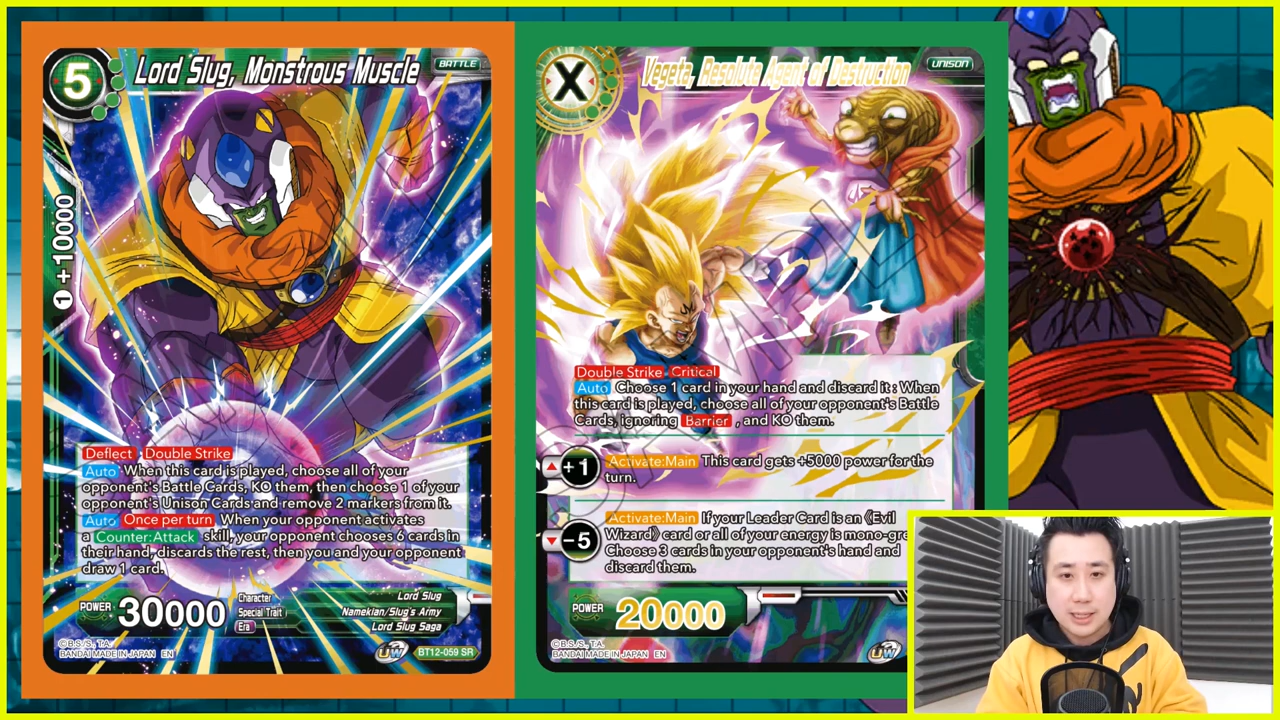 5
Lord Slug, Monstrous Muscle
BATTLE
1 +10000
Deflect Double Strike
Auto When this card is played, choose all of your
opponent's Battle Cards, KO them, then choose 1 of your
opponent's Unison Cards and remove 2 markers from it.
Auto Once per turn When your opponent activates
a Counter:Attack skill, your opponent chooses 6 cards in
their hand, discards the rest, then you and your opponent
draw 1 card.
POWER 30000
Character Lord Slug
Special Trait Namekian/Slug's Army
Era Lord Slug Saga
©B.S./S., T.A.
BANDAI MADE IN JAPAN EN
UW
BT12-059 SR
X
Vegeta, Resolute Agent of Destruction
UNISON
SAMPLE
Double Strike Critical
Auto Choose 1 card in your hand and discard it : When
this card is played, choose all of your opponent's Battle
Cards, ignoring Barrier , and KO them.
+1 Activate:Main This card gets +5000 power for the
turn.
-5 Activate:Main If your Leader Card is an 《Evil
Wizard》 card or all of your energy is mono-gre
Choose 3 cards in your opponent's hand and
discard them.
POWER 20000
©B.S./S., T.A.
BANDAI MADE IN JAPAN EN
UW